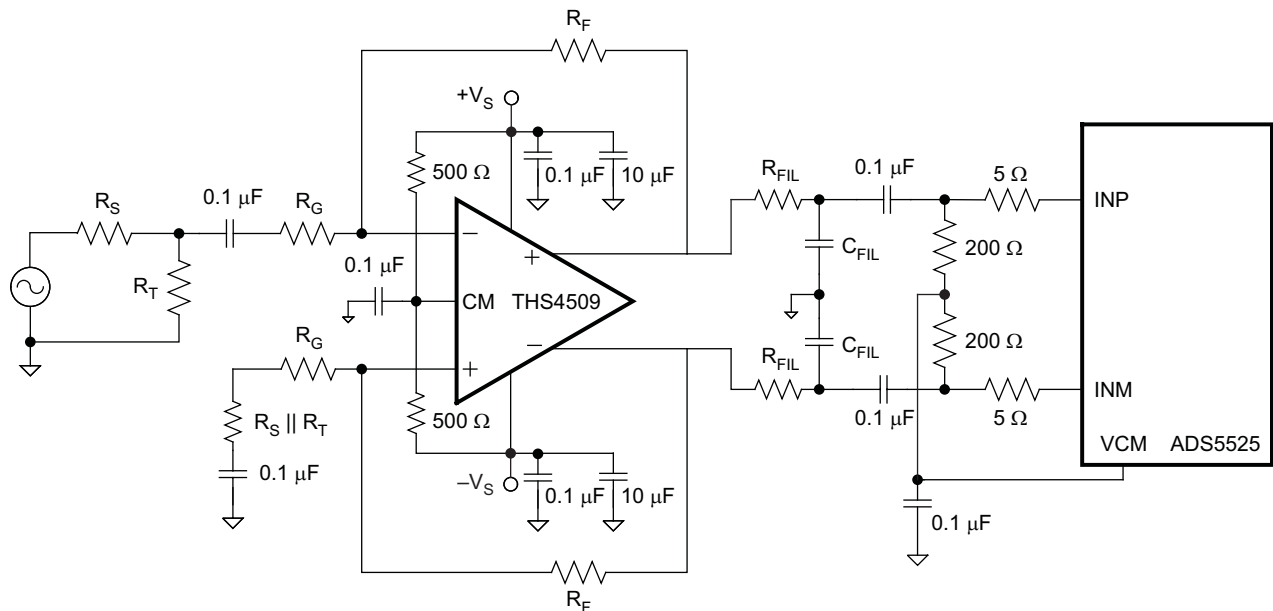 R_F
+V_S
500 Ω
0.1 µF
10 µF
R_S
0.1 µF
R_G
R_T
0.1 µF
−
+
CM
THS4509
+
−
R_G
R_S || R_T
0.1 µF
500 Ω
–V_S
0.1 µF
10 µF
R_F
R_FIL
0.1 µF
5 Ω
INP
C_FIL
200 Ω
C_FIL
200 Ω
R_FIL
0.1 µF
5 Ω
INM
VCM
ADS5525
0.1 µF